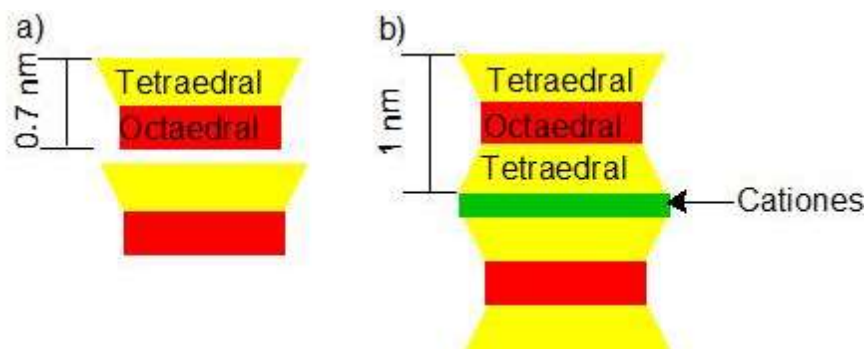 a)
Tetraedral
Octaedral
0.7 nm
b)
Tetraedral
Octaedral
Tetraedral
1 nm
Cationes